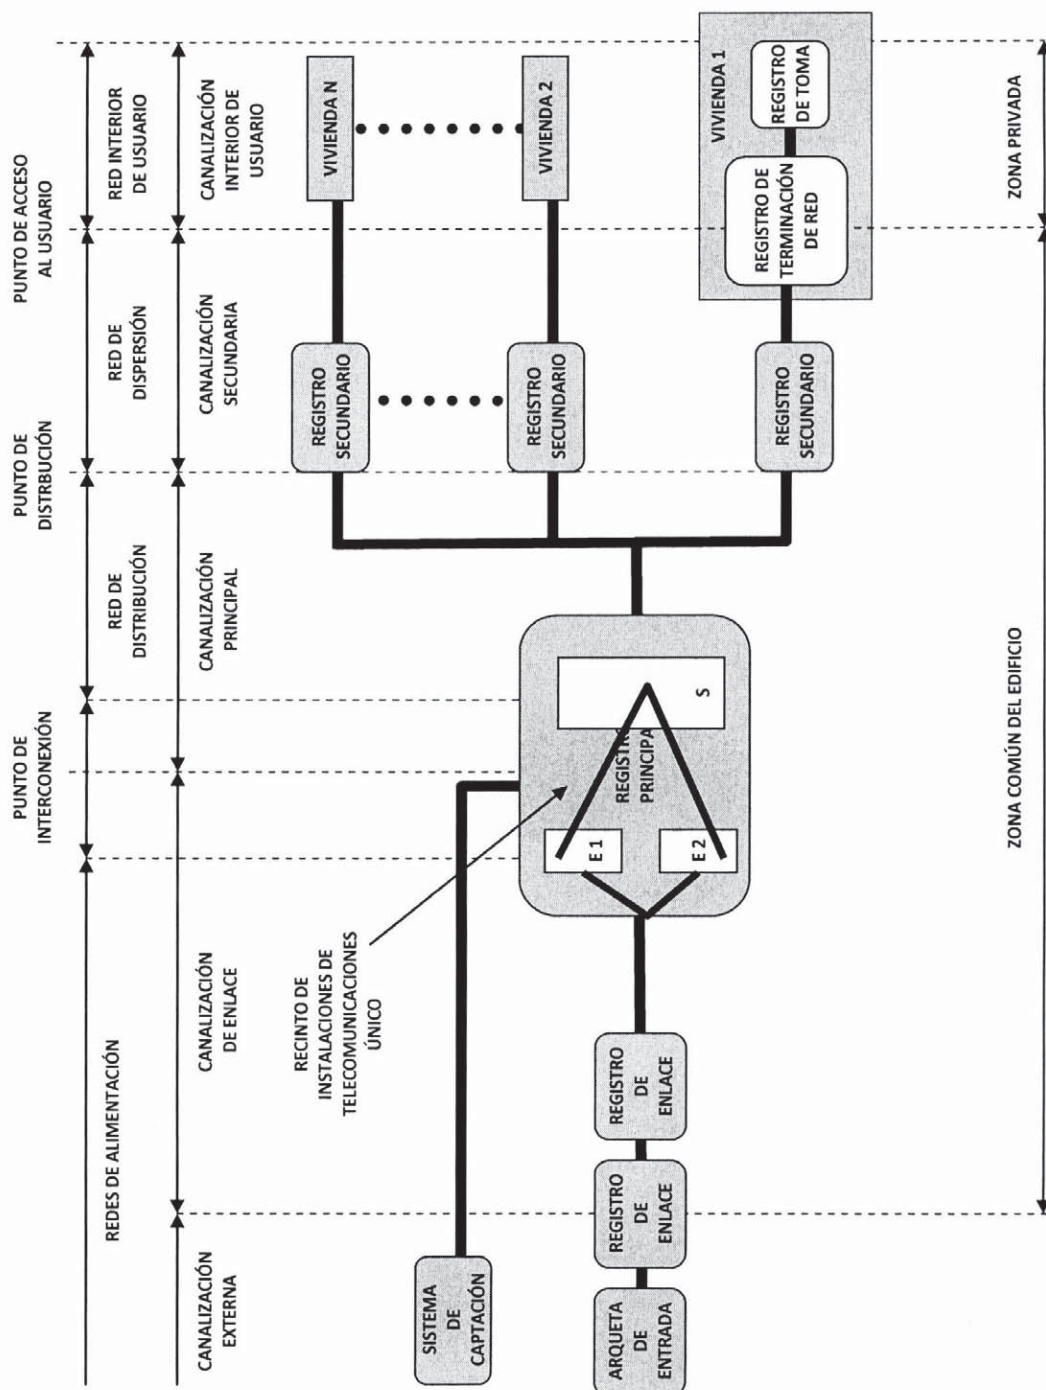 PUNTO DE
INTERCONEXIÓN
PUNTO DE
DISTRBUCIÓN
PUNTO DE ACCESO
AL USUARIO
REDES DE ALIMENTACIÓN
RED DE
DISTRIBUCIÓN
RED DE
DISPERSIÓN
RED INTERIOR
DE USUARIO
CANALIZACIÓN
EXTERNA
CANALIZACIÓN
DE ENLACE
CANALIZACIÓN
PRINCIPAL
CANALIZACIÓN
SECUNDARIA
CANALIZACIÓN
INTERIOR DE
USUARIO
RECINTO DE
INSTALACIONES DE
TELECOMUNICACIONES
ÚNICO
REGISTRO
SECUNDARIO
VIVIENDA N
SISTEMA
DE
CAPTACIÓN
REGISTRO
SECUNDARIO
VIVIENDA 2
ARQUETA
DE
ENTRADA
REGISTRO
DE
ENLACE
REGISTRO
DE
ENLACE
E 1
E 2
REGISTR
PRINCIPA
S
REGISTRO
SECUNDARIO
VIVIENDA 1
REGISTRO DE
TERMINACIÓN
DE RED
REGISTRO
DE TOMA
ZONA COMÚN DEL EDIFICIO
ZONA PRIVADA